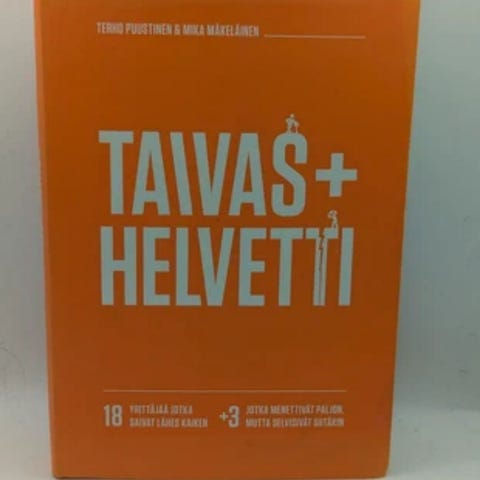 TERHO PUUSTINEN & MIKA MÄKELÄINEN
TAIVAS +
HELVETTI
18 YRITTÄJÄÄ JOTKA
SAIVAT LÄHES KAIKEN
+3 JOTKA MENETTIVÄT PALJON,
MUTTA SELVISIVÄT SIITÄKIN